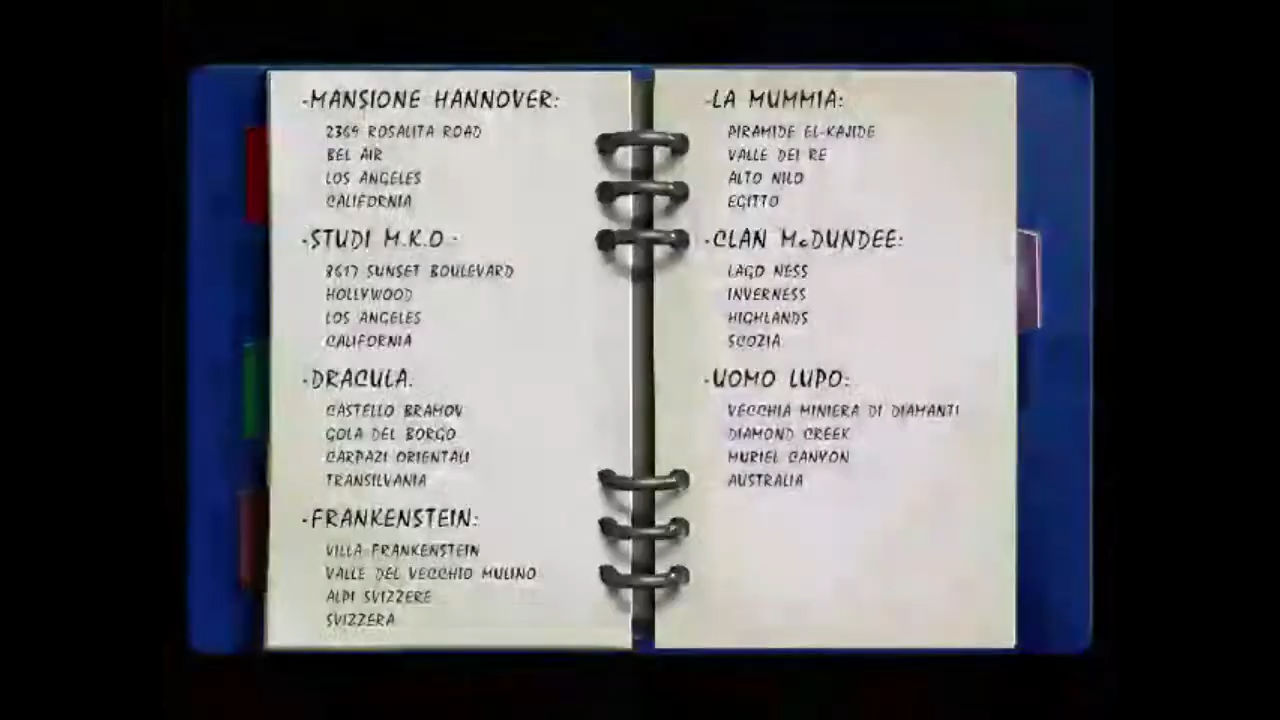 -MANSIONE HANNOVER:
2369 ROSALITA ROAD
BEL AIR
LOS ANGELES
CALIFORNIA
-STUDI M.K.O.
8617 SUNSET BOULEVARD
HOLLYWOOD
LOS ANGELES
CALIFORNIA
-DRACULA:
CASTELLO BRAMOV
GOLA DEL BORGO
CARPAZI ORIENTALI
TRANSILVANIA
-FRANKENSTEIN:
VILLA FRANKENSTEIN
VALLE DEL VECCHIO MULINO
ALPI SVIZZERE
SVIZZERA
-LA MUMMIA:
PIRAMIDE EL-KAJIDE
VALLE DEI RE
ALTO NILO
EGITTO
-CLAN McDUNDEE:
LAGO NESS
INVERNESS
HIGHLANDS
SCOZIA
-UOMO LUPO:
VECCHIA MINIERA DI DIAMANTI
DIAMOND CREEK
MURIEL CANYON
AUSTRALIA